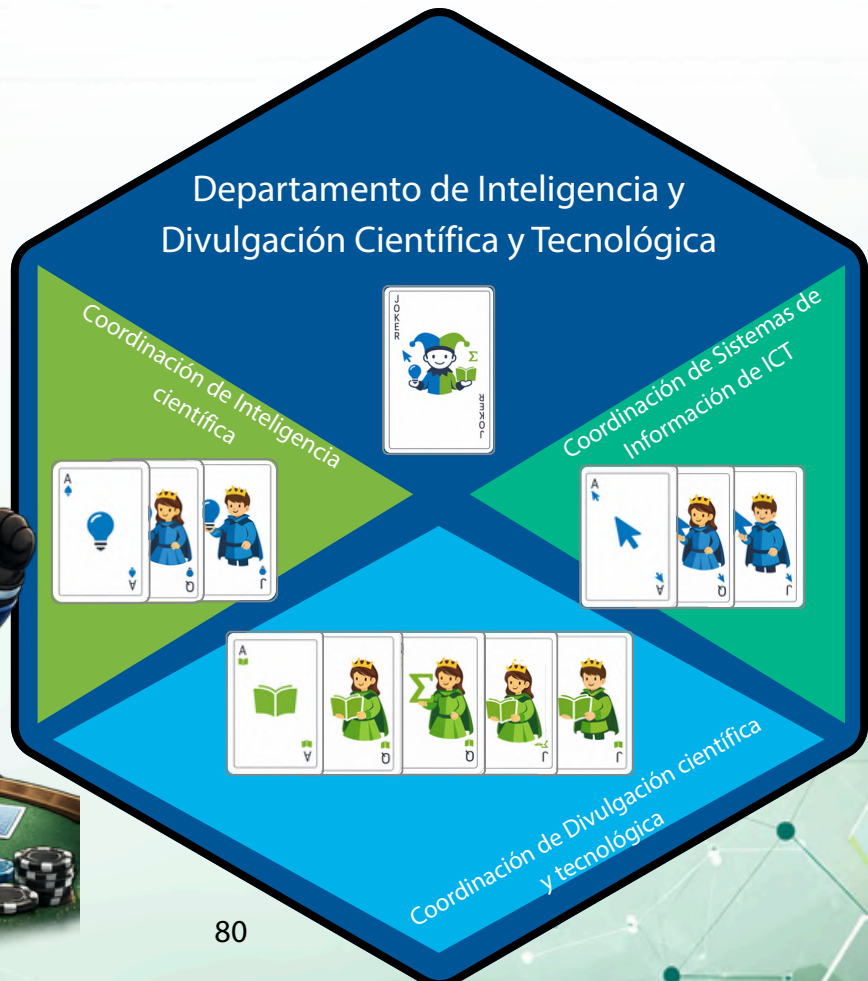 Departamento de Inteligencia y
Divulgación Científica y Tecnológica
Coordinación de Inteligencia
científica
JOKER
JOKER
Coordinación de Sistemas de
Información de ICT
A
A
Q
J
A
A
Q
J
A
A
Q
Q
J
J
Coordinación de Divulgación científica
y tecnológica
80